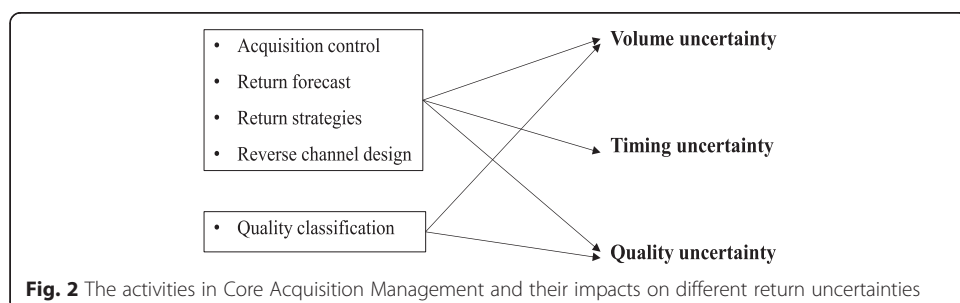 • Acquisition control
• Return forecast
• Return strategies
• Reverse channel design
• Quality classification
Volume uncertainty
Timing uncertainty
Quality uncertainty
Fig. 2 The activities in Core Acquisition Management and their impacts on different return uncertainties